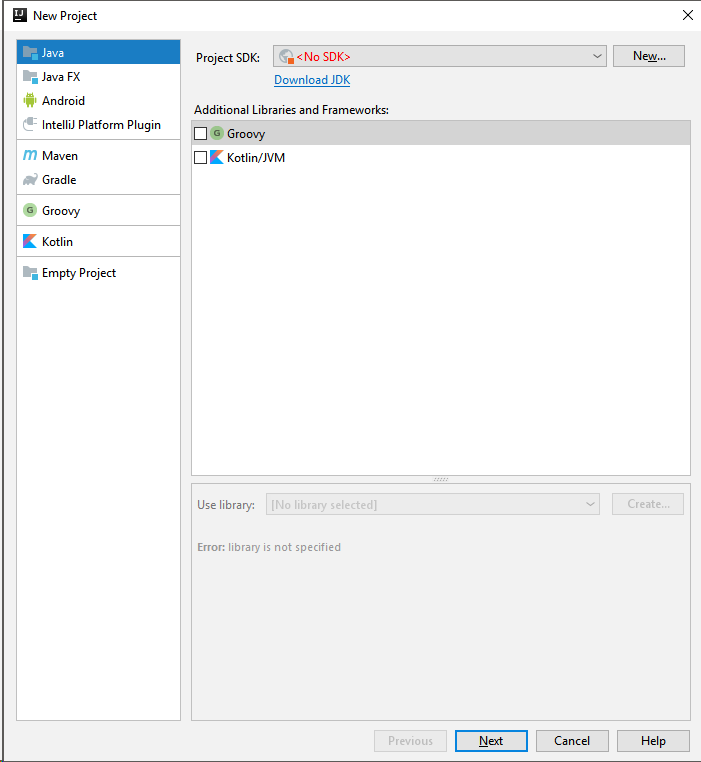 New Project
Java
Java FX
Android
IntelliJ Platform Plugin
Maven
Gradle
Groovy
Kotlin
Empty Project
Project SDK: <No SDK> New...
Download JDK
Additional Libraries and Frameworks:
Groovy
Kotlin/JVM
Use library: [No library selected] Create...
Error: library is not specified
Previous Next Cancel Help